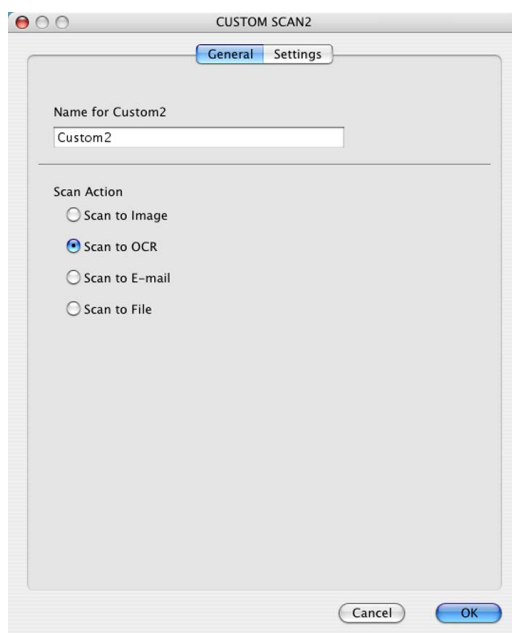 CUSTOM SCAN2
General Settings
Name for Custom2
Custom2
Scan Action
Scan to Image
Scan to OCR
Scan to E-mail
Scan to File
Cancel OK